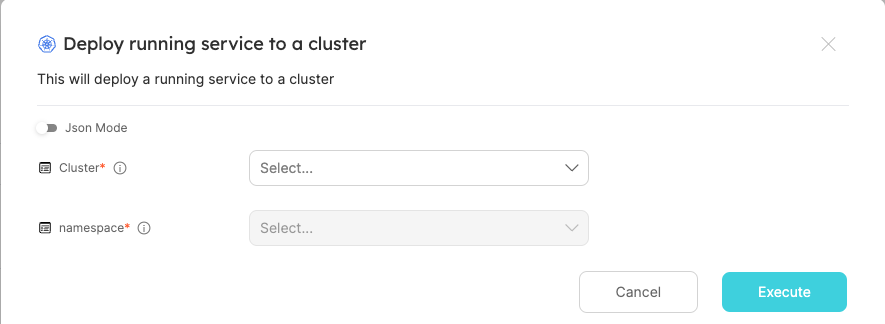 Deploy running service to a cluster
This will deploy a running service to a cluster
Json Mode
Cluster* Select...
namespace* Select...
Cancel Execute